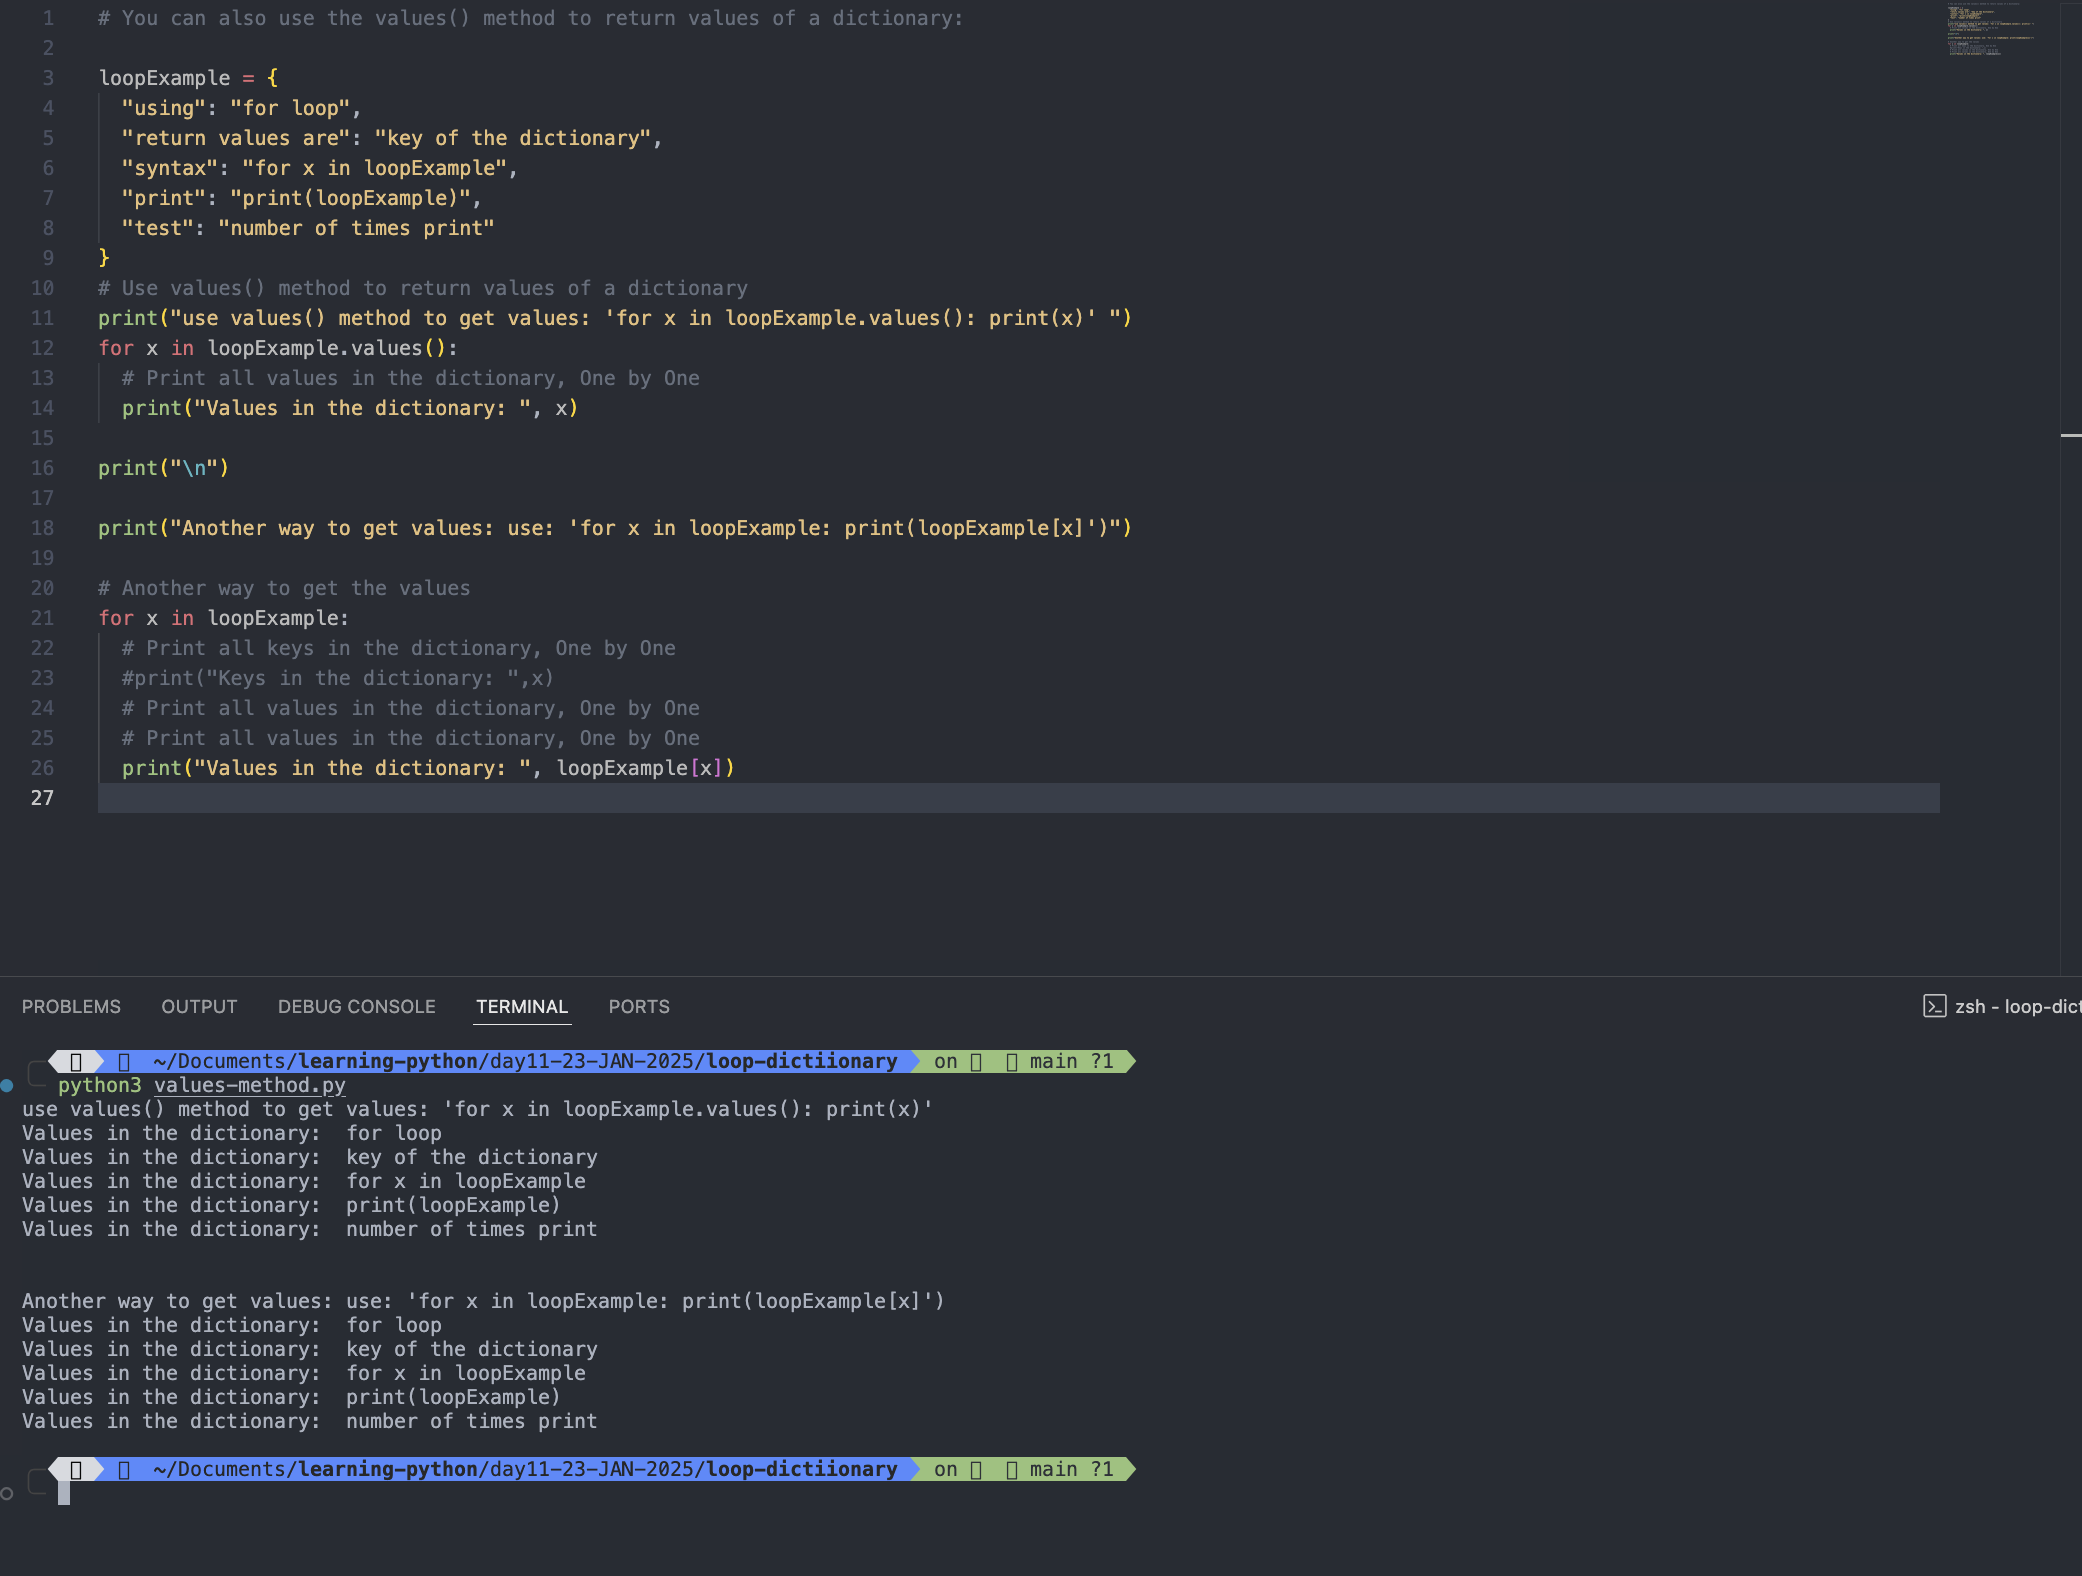 1 # You can also use the values() method to return values of a dictionary:
2
3 loopExample = {
4   "using": "for loop",
5   "return values are": "key of the dictionary",
6   "syntax": "for x in loopExample",
7   "print": "print(loopExample)",
8   "test": "number of times print"
9 }
10 # Use values() method to return values of a dictionary
11 print("use values() method to get values: 'for x in loopExample.values(): print(x)' ")
12 for x in loopExample.values():
13   # Print all values in the dictionary, One by One
14   print("Values in the dictionary: ", x)
15
16 print("\n")
17
18 print("Another way to get values: use: 'for x in loopExample: print(loopExample[x]')")
19
20 # Another way to get the values
21 for x in loopExample:
22   # Print all keys in the dictionary, One by One
23   #print("Keys in the dictionary: ",x)
24   # Print all values in the dictionary, One by One
25   # Print all values in the dictionary, One by One
26   print("Values in the dictionary: ", loopExample[x])
27
PROBLEMS OUTPUT DEBUG CONSOLE TERMINAL PORTS zsh - loop-dict
~/Documents/learning-python/day11-23-JAN-2025/loop-dictiionary on main ?1
python3 values-method.py
use values() method to get values: 'for x in loopExample.values(): print(x)'
Values in the dictionary:  for loop
Values in the dictionary:  key of the dictionary
Values in the dictionary:  for x in loopExample
Values in the dictionary:  print(loopExample)
Values in the dictionary:  number of times print
Another way to get values: use: 'for x in loopExample: print(loopExample[x]')
Values in the dictionary:  for loop
Values in the dictionary:  key of the dictionary
Values in the dictionary:  for x in loopExample
Values in the dictionary:  print(loopExample)
Values in the dictionary:  number of times print
~/Documents/learning-python/day11-23-JAN-2025/loop-dictiionary on main ?1